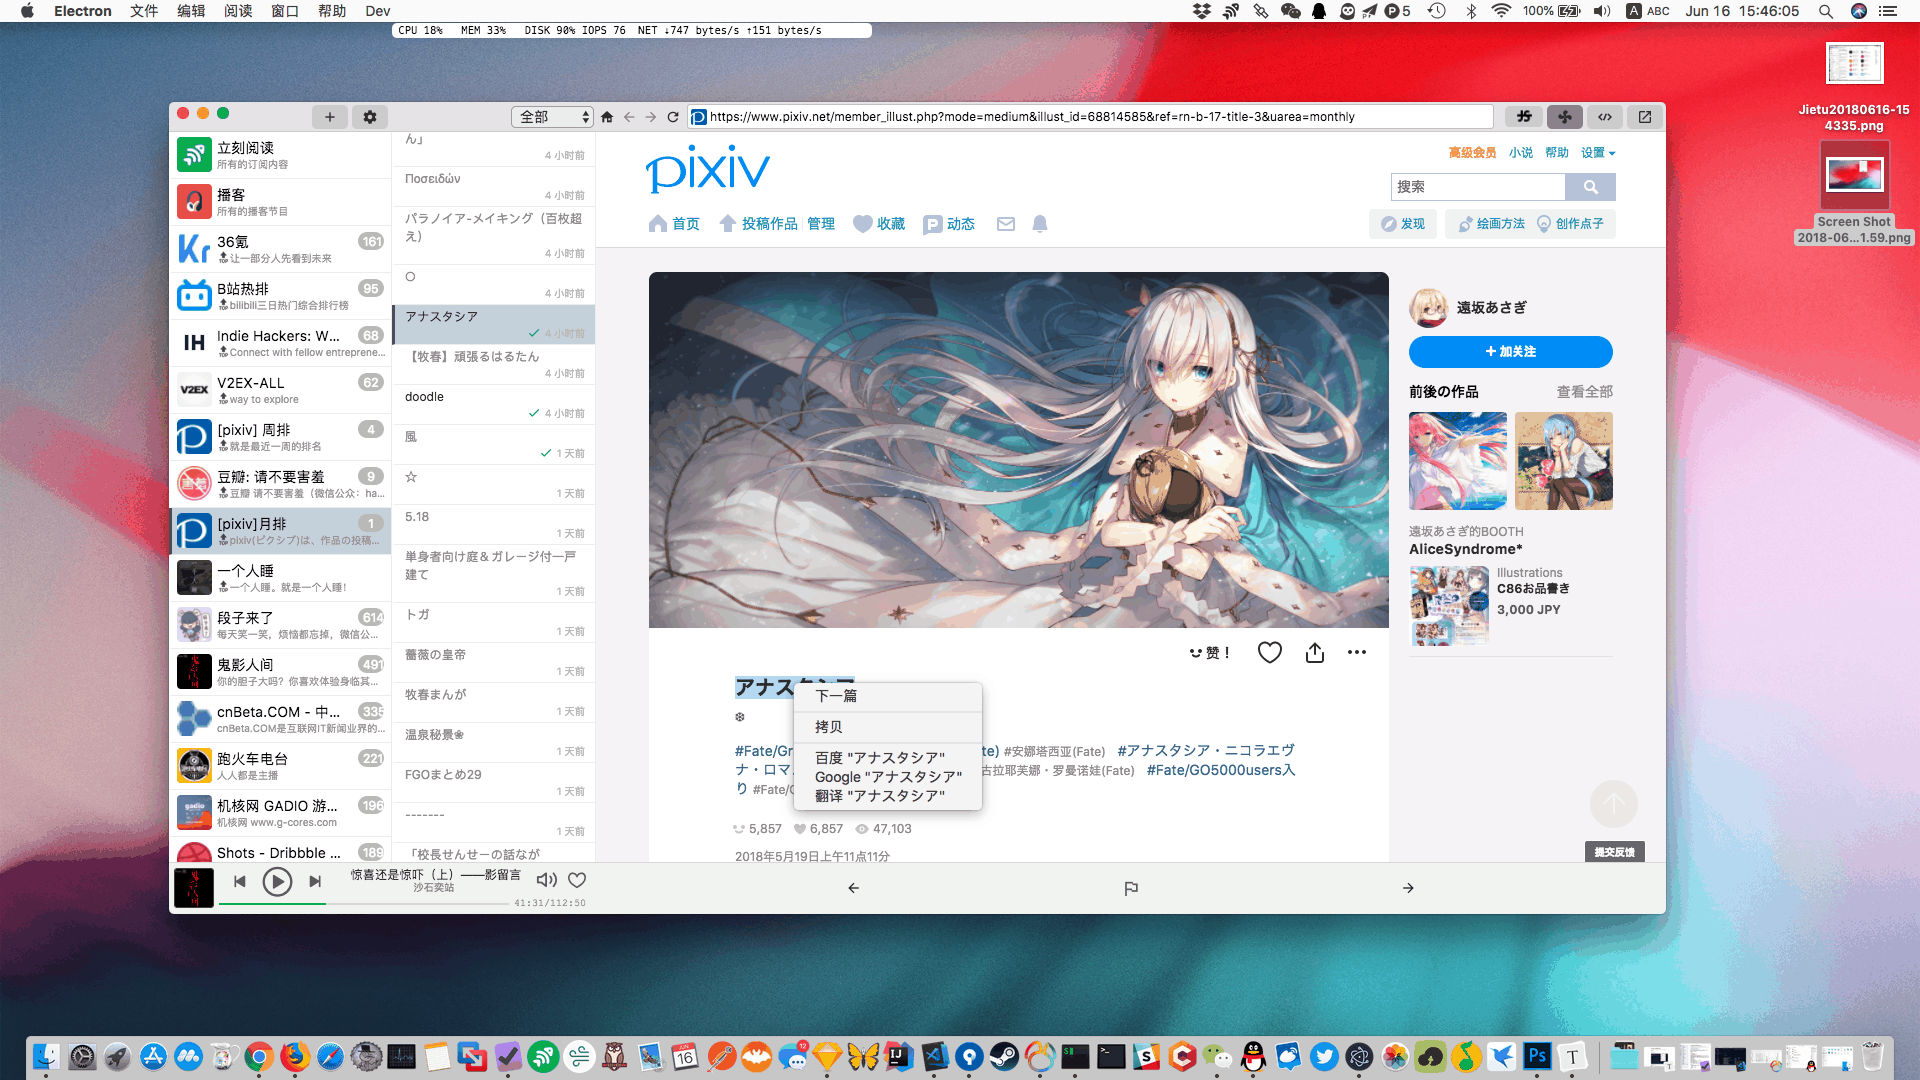 Electron 文件 编辑 阅读 窗口 帮助 Dev
5 100% A ABC Jun 16 15:46:05
CPU 18% MEM 33% DISK 90% IOPS 76 NET ↓747 bytes/s ↑151 bytes/s
Jietu20180616-15
4335.png
Screen Shot
2018-06...1.59.png
全部
https://www.pixiv.net/member_illust.php?mode=medium&illust_id=68814585&ref=rn-b-17-title-3&uarea=monthly
立刻阅读
所有的订阅内容
播客
所有的播客节目
36氪 161
让一部分人先看到未来
B站热排 95
bilibili三日热门综合排行榜
Indie Hackers: W... 68
Connect with fellow entreprene...
V2EX-ALL 62
way to explore
[pixiv] 周排 4
就是最近一周的排名
豆瓣: 请不要害羞 9
豆瓣 请不要害羞（微信公众：ha...
[pixiv]月排 1
pixiv(ピクシブ)は、作品の投稿...
一个人睡
一个人睡。就是一个人睡！
段子来了 614
每天笑一笑，烦恼都忘掉，微信公...
鬼影人间 491
你的胆子大吗？你喜欢体验身临其...
cnBeta.COM - 中... 335
cnBeta.COM是互联网IT新闻业界的...
跑火车电台 221
人人都是主播
机核网 GADIO 游... 196
机核网 www.g-cores.com
Shots - Dribbble ... 189
ん」
4 小时前
Ποσειδών
4 小时前
パラノイア-メイキング（百枚超
え）
4 小时前
○
4 小时前
アナスタシア
4 小时前
【牧春】頑張るはるたん
4 小时前
doodle
4 小时前
風
1 天前
☆
1 天前
5.18
1 天前
単身者向け庭＆ガレージ付一戸
建て
1 天前
トガ
1 天前
薔薇の皇帝
1 天前
牧春まんが
1 天前
温泉秘景❀
1 天前
FGOまとめ29
1 天前
-------
1 天前
「校長せんせーの話なが
pixiv
高级会员 小说 帮助 设置
搜索
首页 投稿作品 管理 收藏 动态
发现 绘画方法 创作点子
遠坂あさぎ
+ 加关注
前後の作品 查看全部
遠坂あさぎ的BOOTH
AliceSyndrome*
Illustrations
C86お品書き
3,000 JPY
赞！
アナスタシア
❆
#Fate/Gr te) #安娜塔西亚(Fate) #アナスタシア・ニコラエヴ
ナ・ロマ 古拉耶芙娜・罗曼诺娃(Fate) #Fate/GO5000users入
り #Fate/G
下一篇
拷贝
百度 "アナスタシア"
Google "アナスタシア"
翻译 "アナスタシア"
5,857 6,857 47,103
2018年5月19日上午11点11分
提交反馈
惊喜还是惊吓（上）——影留言
沙石奕站
41:31/112:50